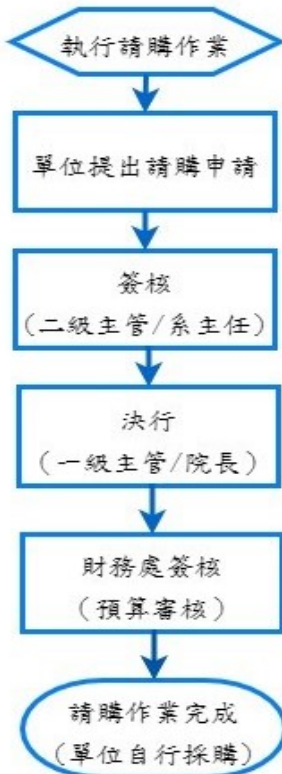 執行請購作業
單位提出請購申請
簽核
(二級主管/系主任)
決行
(一級主管/院長)
財務處簽核
(預算審核)
請購作業完成
(單位自行採購)